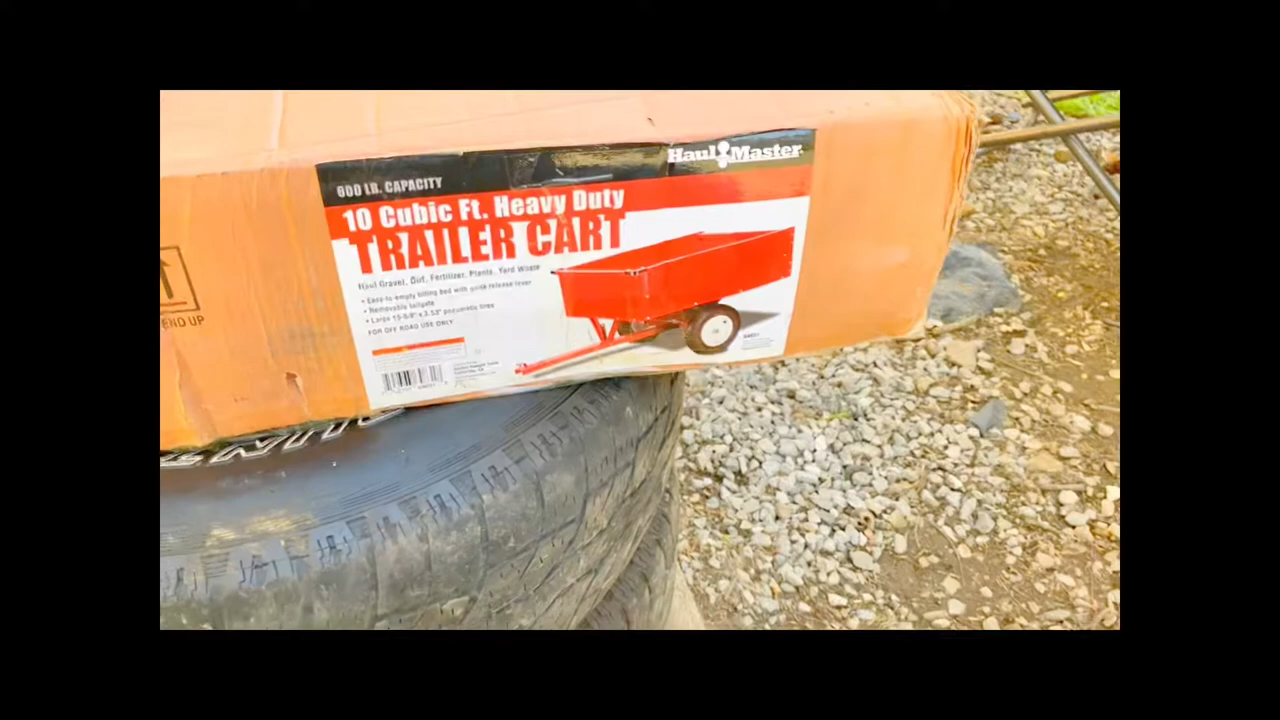 Haul Master
600 LB. CAPACITY
10 Cubic Ft. Heavy Duty
TRAILER CART
Haul Gravel, Dirt, Fertilizer, Plants, Yard Waste
• Easy-to-empty tilting bed with quick release lever
• Removable tailgate
• Large 15-5/8" x 3.53" pneumatic tires
FOR OFF ROAD USE ONLY
END UP